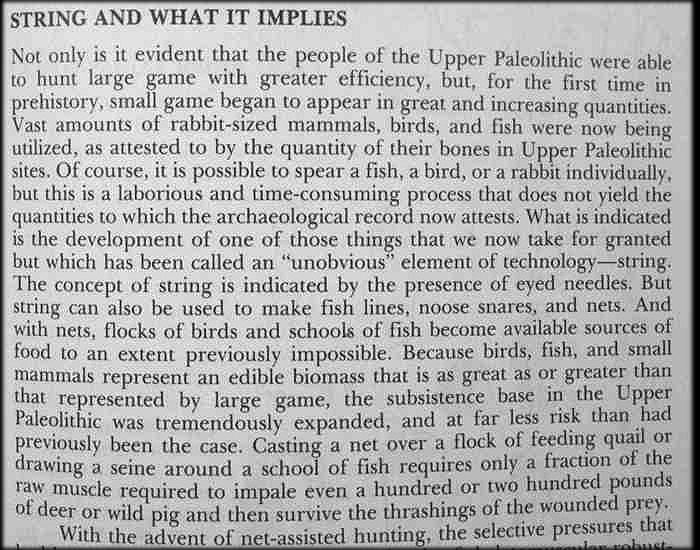 STRING AND WHAT IT IMPLIES
Not only is it evident that the people of the Upper Paleolithic were able
to hunt large game with greater efficiency, but, for the first time in
prehistory, small game began to appear in great and increasing quantities.
Vast amounts of rabbit-sized mammals, birds, and fish were now being
utilized, as attested to by the quantity of their bones in Upper Paleolithic
sites. Of course, it is possible to spear a fish, a bird, or a rabbit individually,
but this is a laborious and time-consuming process that does not yield the
quantities to which the archaeological record now attests. What is indicated
is the development of one of those things that we now take for granted
but which has been called an “unobvious” element of technology—string.
The concept of string is indicated by the presence of eyed needles. But
string can also be used to make fish lines, noose snares, and nets. And
with nets, flocks of birds and schools of fish become available sources of
food to an extent previously impossible. Because birds, fish, and small
mammals represent an edible biomass that is as great as or greater than
that represented by large game, the subsistence base in the Upper
Paleolithic was tremendously expanded, and at far less risk than had
previously been the case. Casting a net over a flock of feeding quail or
drawing a seine around a school of fish requires only a fraction of the
raw muscle required to impale even a hundred or two hundred pounds
of deer or wild pig and then survive the thrashings of the wounded prey.
With the advent of net-assisted hunting, the selective pressures that